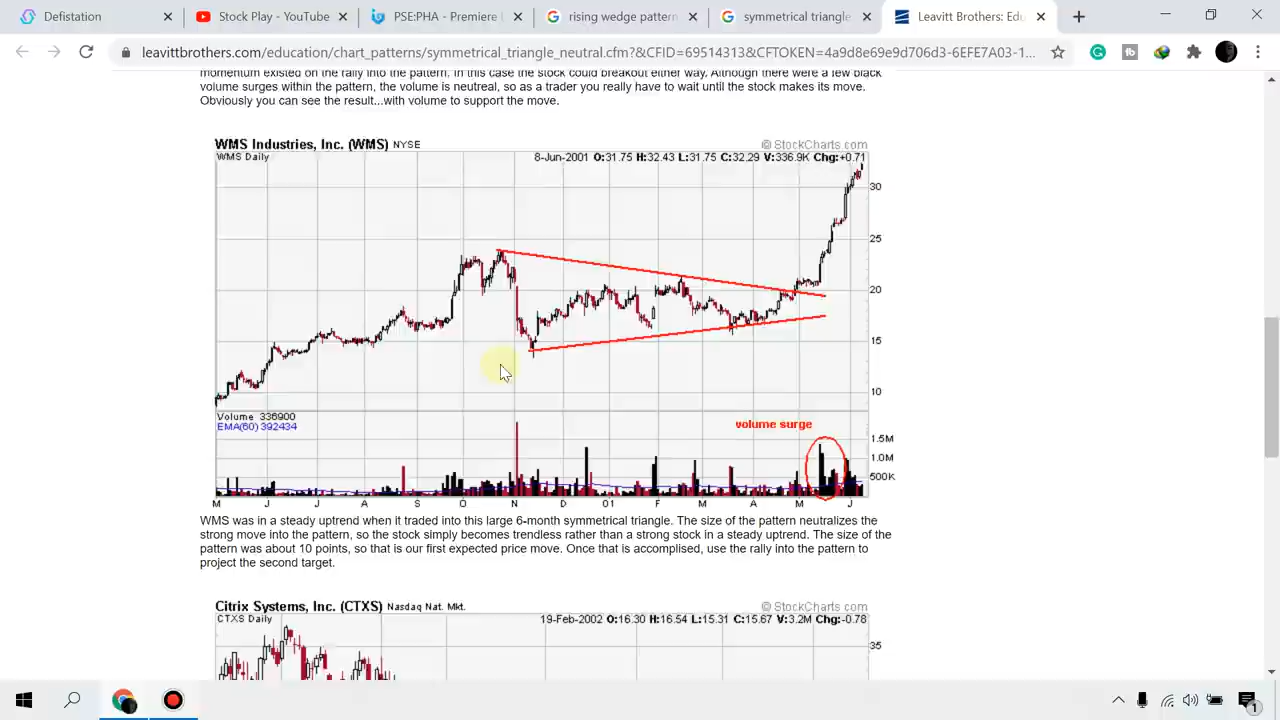 Defistation
Stock Play - YouTube
PSE:PHA - Premiere
rising wedge pattern
symmetrical triangle
Leavitt Brothers: Edu
leavittbrothers.com/education/chart_patterns/symmetrical_triangle_neutral.cfm?&CFID=69514313&CFTOKEN=4a9d8e69e9d706d3-6EFE7A03-1...
momentum existed on the rally into the pattern. In this case the stock could breakout either way. Although there were a few black
volume surges within the pattern, the volume is neutreal, so as a trader you really have to wait until the stock makes its move.
Obviously you can see the result...with volume to support the move.
WMS Industries, Inc. (WMS) NYSE
© StockCharts.com
WMS Daily
8-Jun-2001 O:31.75 H:32.43 L:31.75 C:32.29 V:336.9K Chg:+0.71
30
25
20
15
10
Volume 336900
EMA(60) 392434
volume surge
1.5M
1.0M
500K
M J J A S O N D 01 F M A M J
WMS was in a steady uptrend when it traded into this large 6-month symmetrical triangle. The size of the pattern neutralizes the
strong move into the pattern, so the stock simply becomes trendless rather than a strong stock in a steady uptrend. The size of the
pattern was about 10 points, so that is our first expected price move. Once that is accomplished, use the rally into the pattern to
project the second target.
Citrix Systems, Inc. (CTXS) Nasdaq Nat. Mkt.
© StockCharts.com
CTXS Daily
19-Feb-2002 O:16.30 H:16.54 L:15.31 C:15.67 V:3.2M Chg:-0.78
35